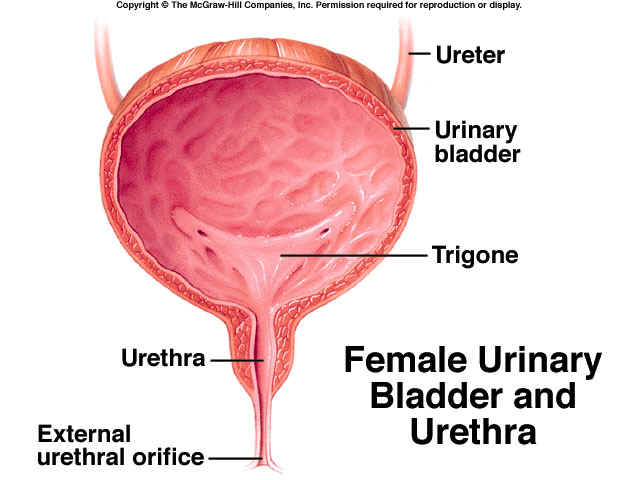 Copyright © The McGraw-Hill Companies, Inc. Permission required for reproduction or display.
Ureter
Urinary
bladder
Trigone
Urethra
Female Urinary
Bladder and
Urethra
External
urethral orifice